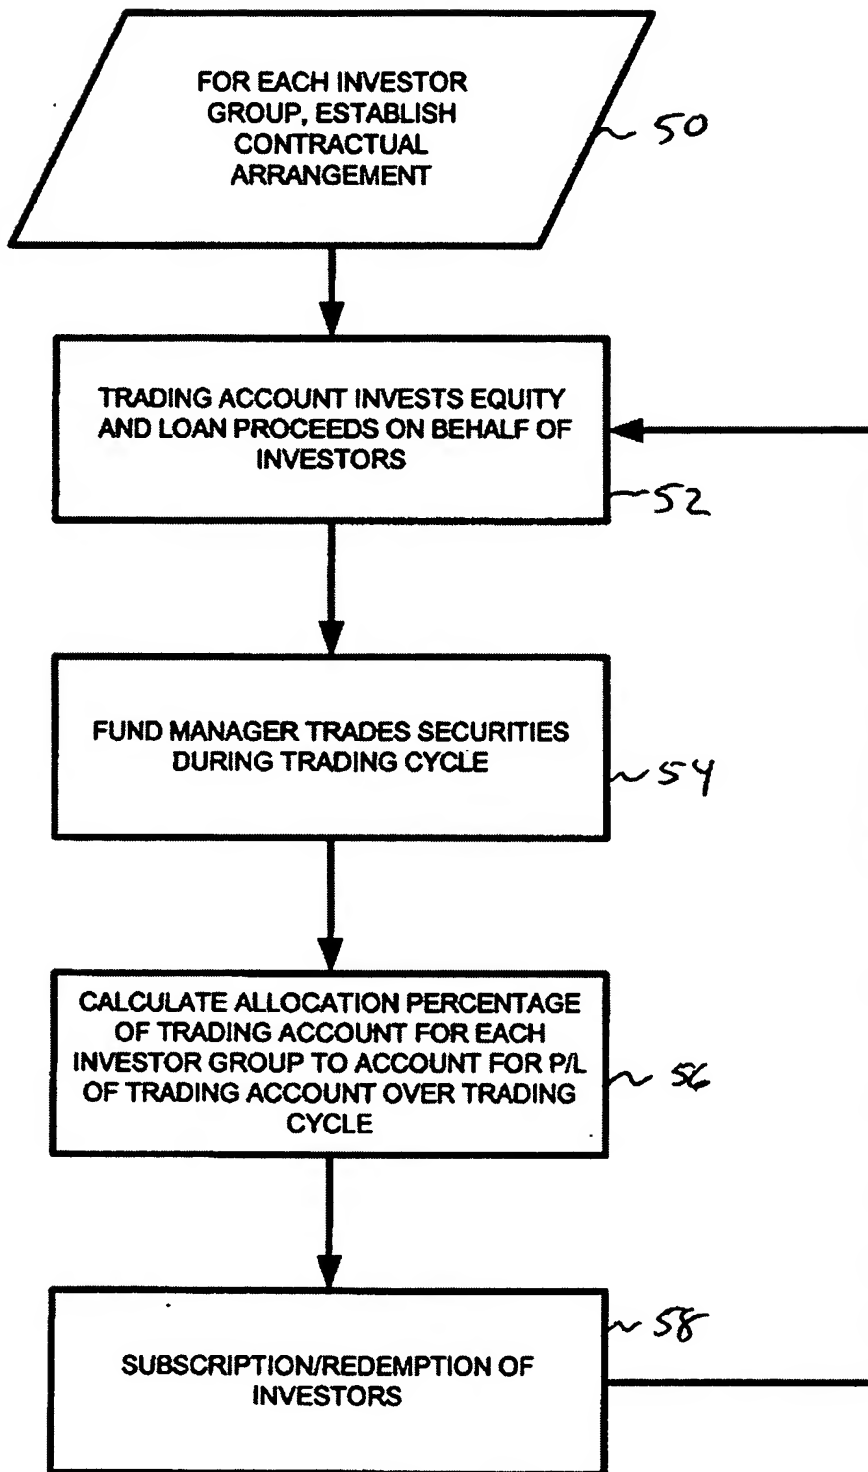 FOR EACH INVESTOR
GROUP, ESTABLISH
CONTRACTUAL
ARRANGEMENT
50
TRADING ACCOUNT INVESTS EQUITY
AND LOAN PROCEEDS ON BEHALF OF
INVESTORS
52
FUND MANAGER TRADES SECURITIES
DURING TRADING CYCLE
54
CALCULATE ALLOCATION PERCENTAGE
OF TRADING ACCOUNT FOR EACH
INVESTOR GROUP TO ACCOUNT FOR P/L
OF TRADING ACCOUNT OVER TRADING
CYCLE
56
58
SUBSCRIPTION/REDEMPTION OF
INVESTORS